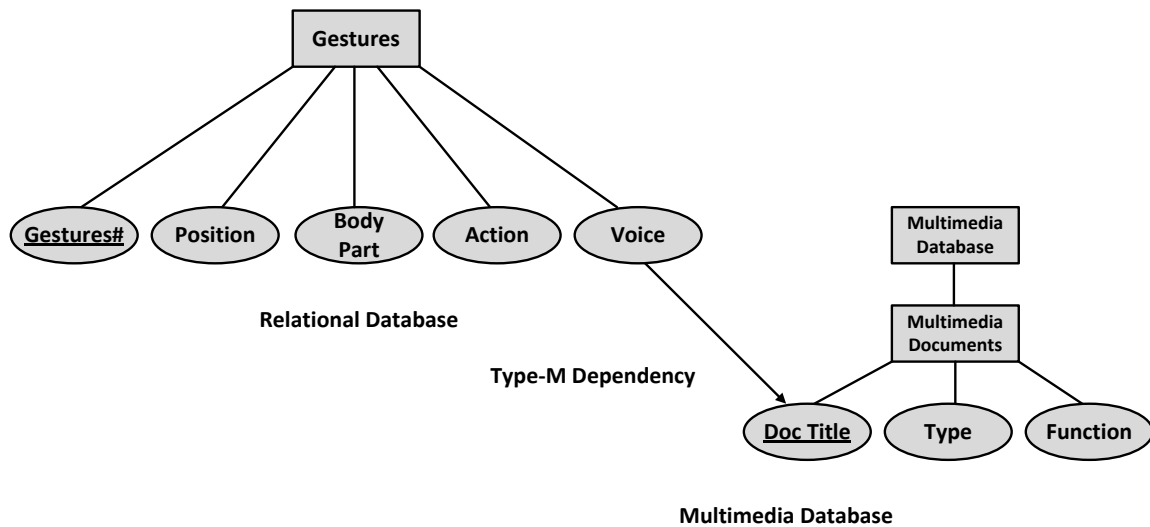 Gestures
Gestures#
Position
Body
Part
Action
Voice
Multimedia
Database
Relational Database
Multimedia
Documents
Type-M Dependency
Doc Title
Type
Function
Multimedia Database